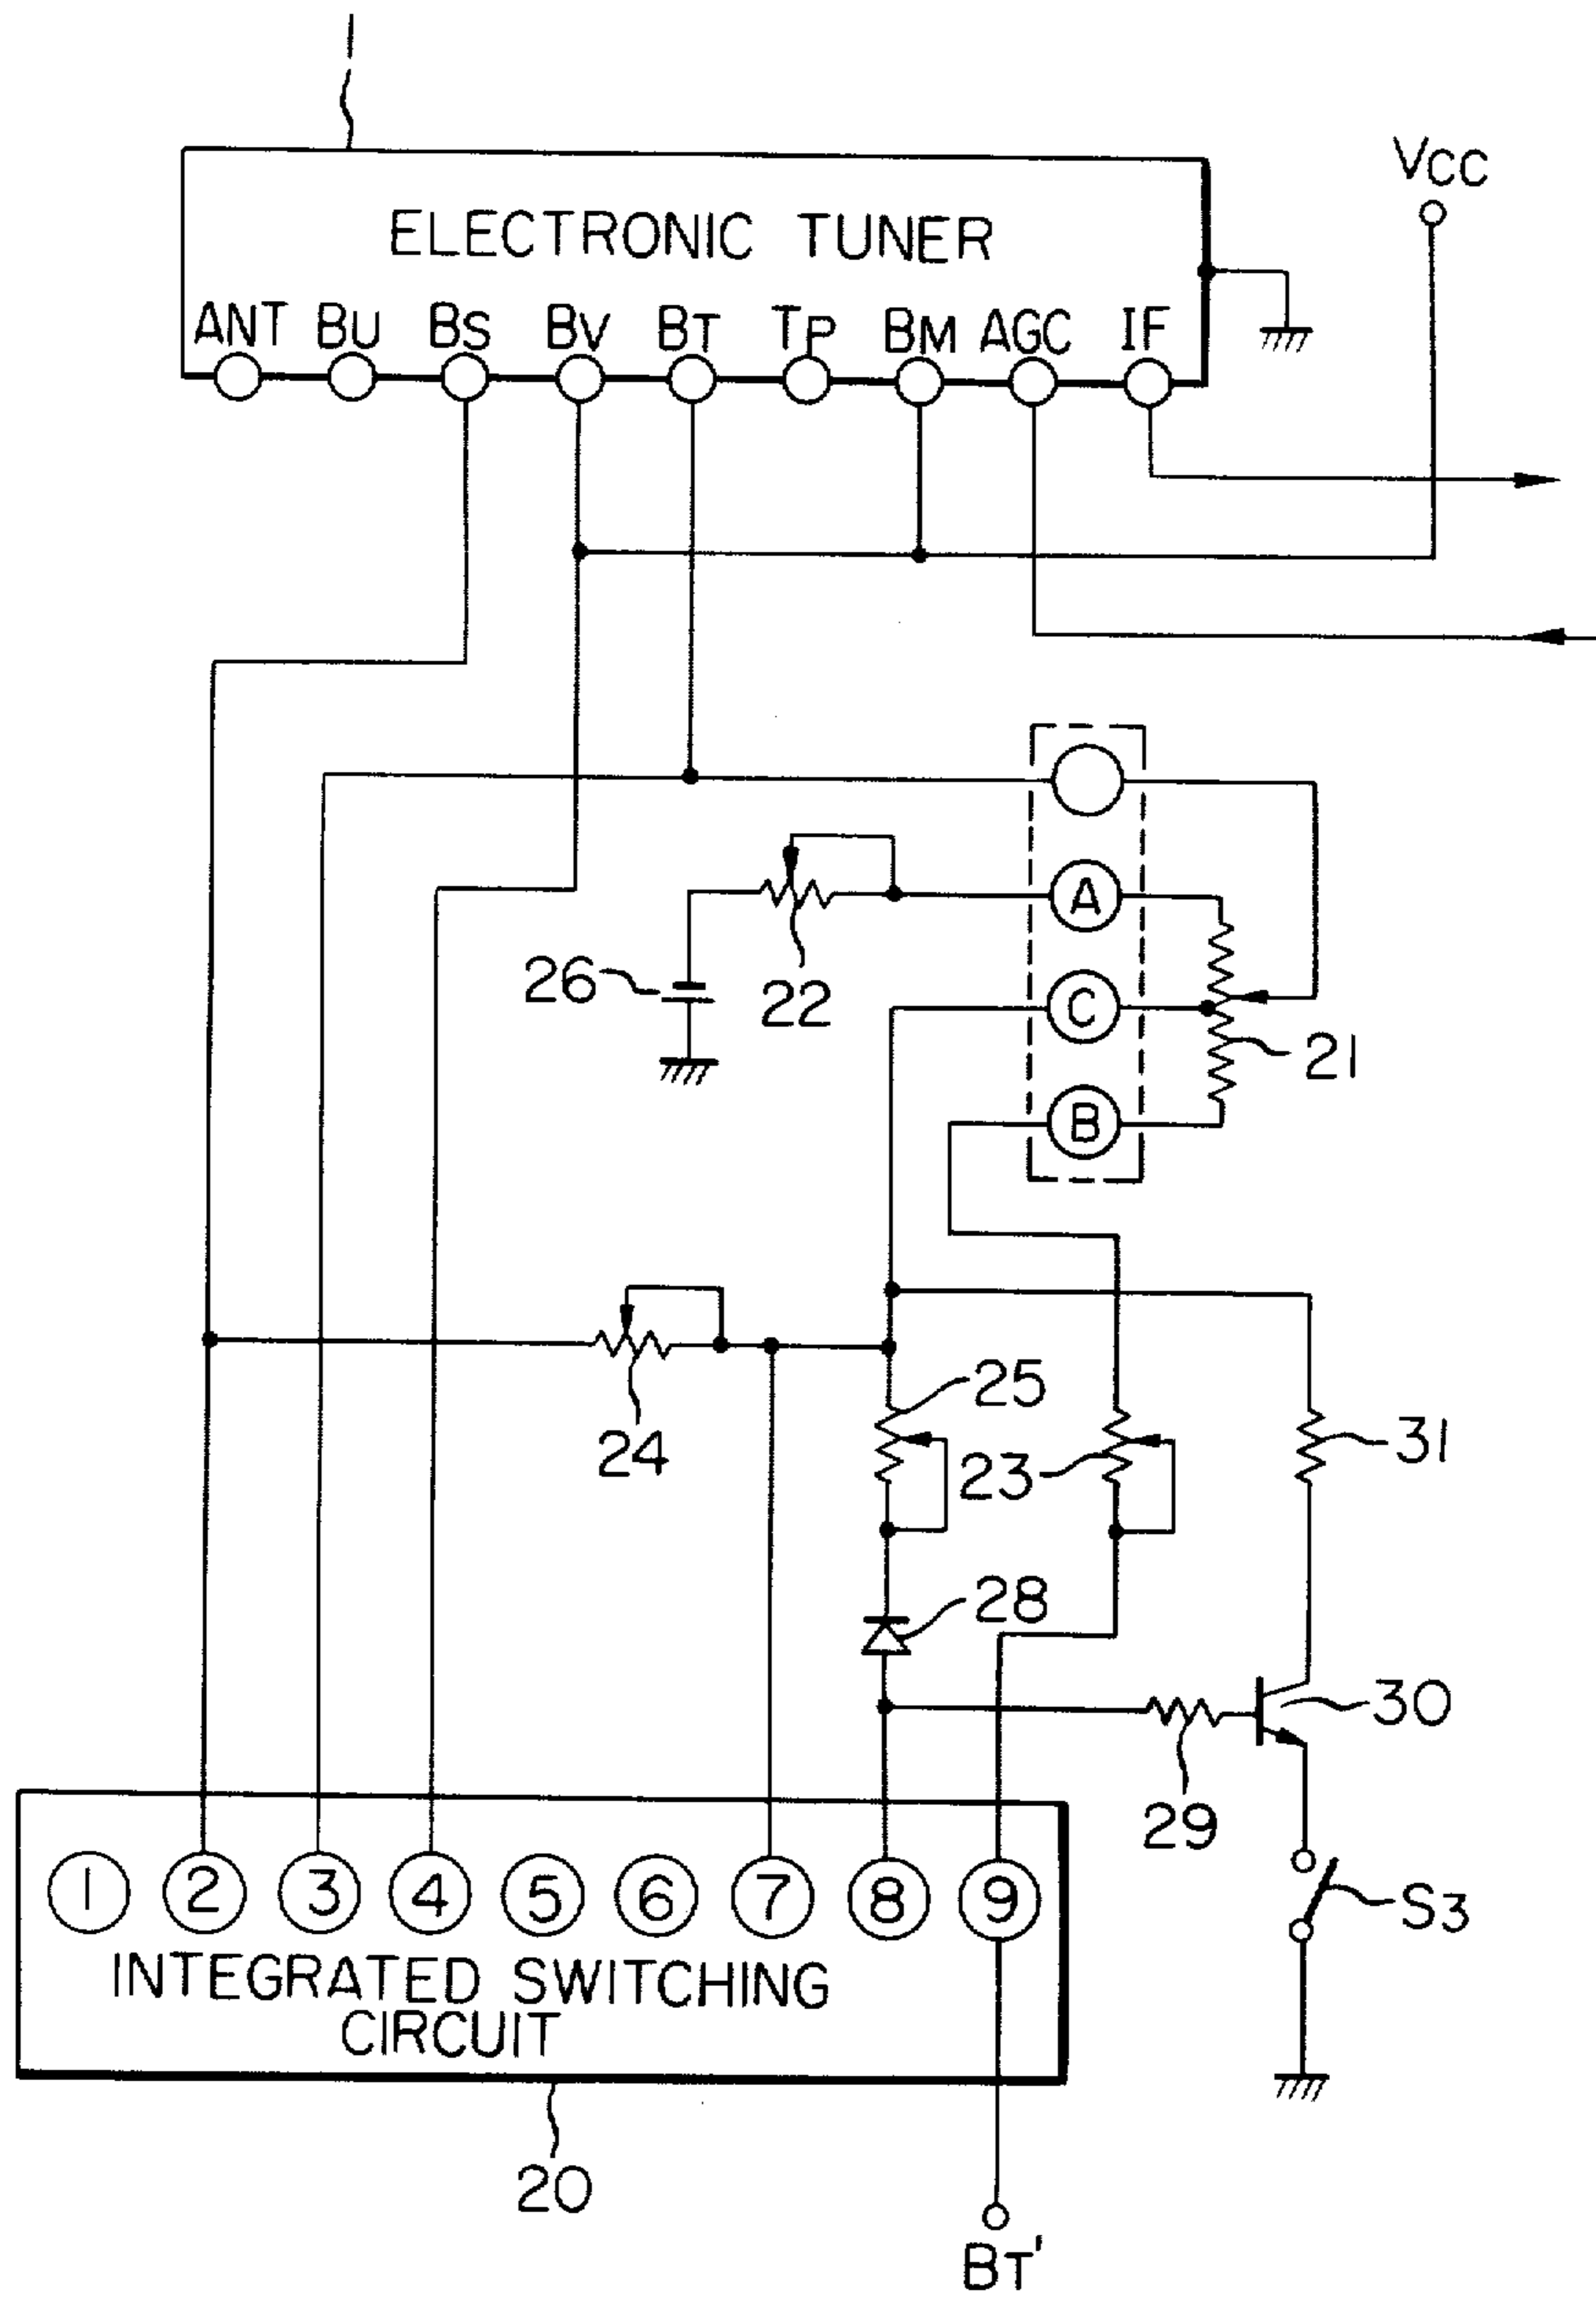 VCC
ELECTRONIC TUNER
ANT BU BS BV BT TP BM AGC IF
A
26
22
C
21
B
25
24
23
31
28
30
29
1 2 3 4 5 6 7 8 9
S3
INTEGRATED SWITCHING
CIRCUIT
20
BT'